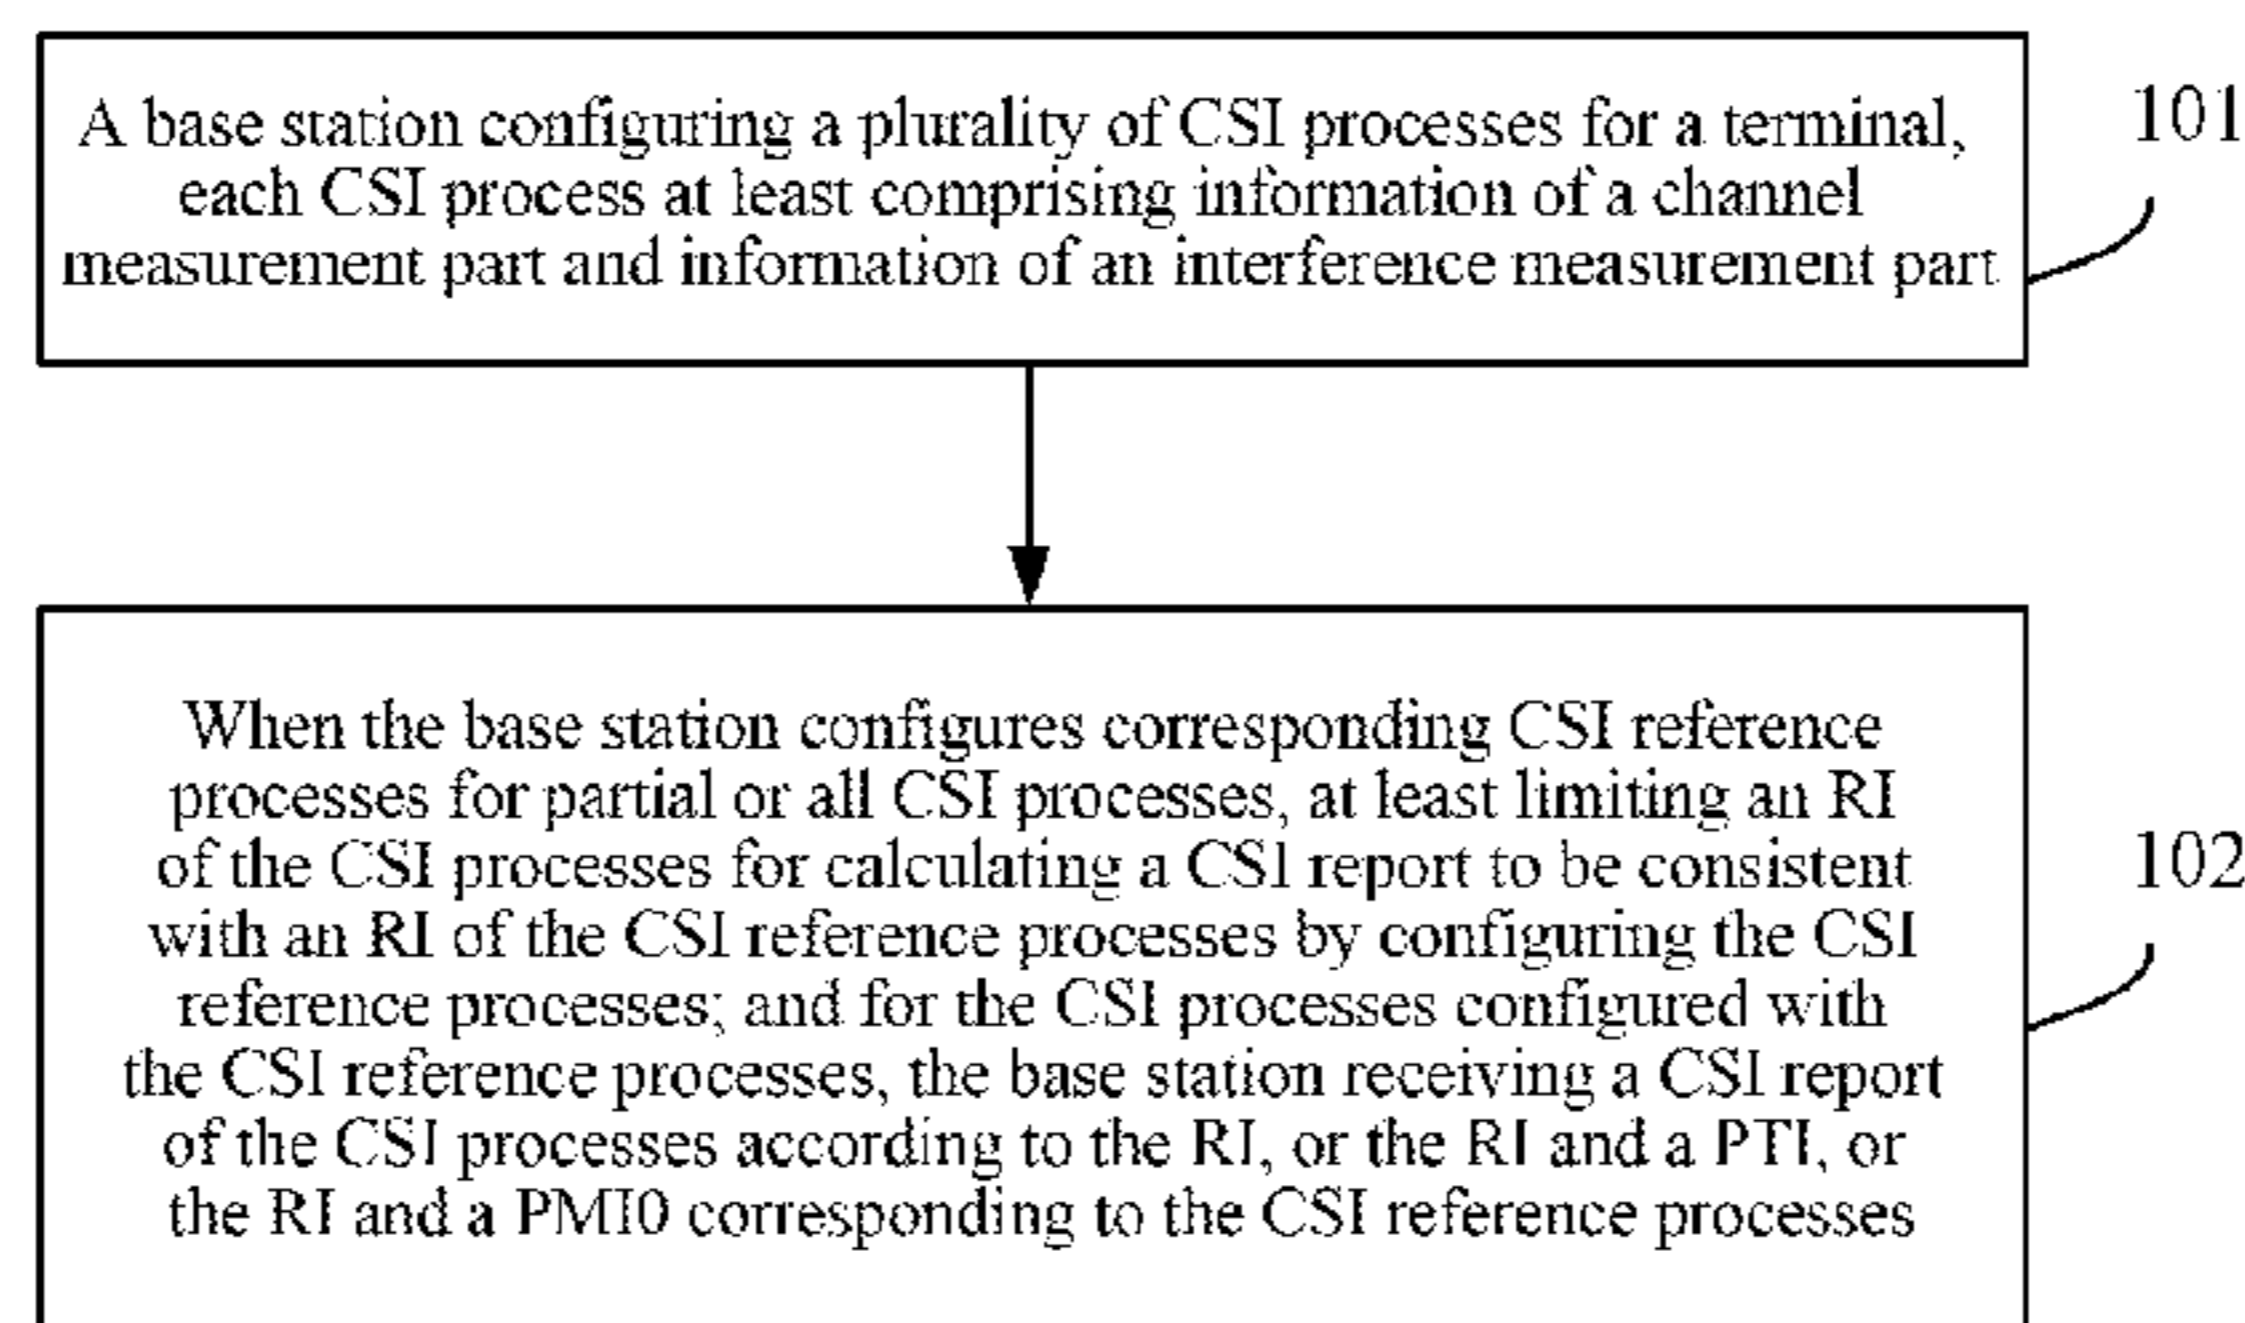 A base station configuring a plurality of CSI processes for a terminal,
each CSI process at least comprising information of a channel
measurement part and information of an interference measurement part
101
When the base station configures corresponding CSI reference
processes for partial or all CSI processes, at least limiting an RI
of the CSI processes for calculating a CSI report to be consistent
with an RI of the CSI reference processes by configuring the CSI
reference processes; and for the CSI processes configured with
the CSI reference processes, the base station receiving a CSI report
of the CSI processes according to the RI, or the RI and a PTI, or
the RI and a PMI0 corresponding to the CSI reference processes
102